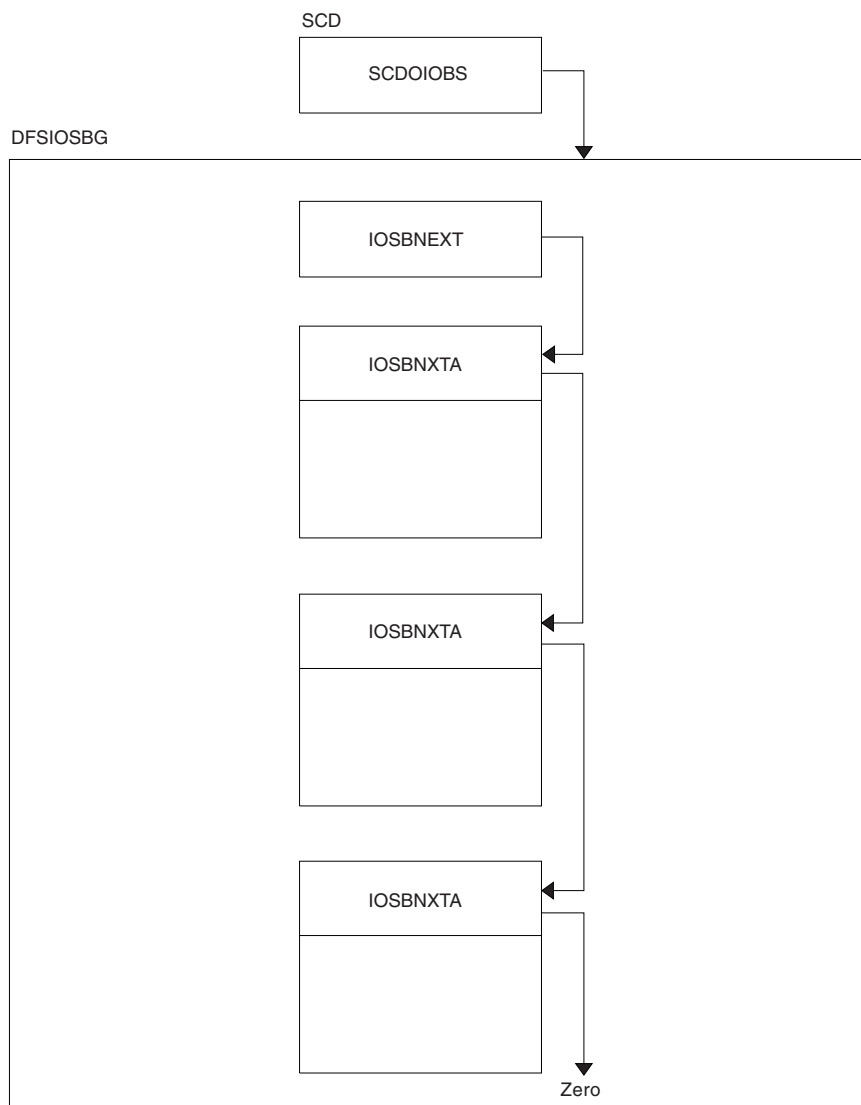 SCD
SCDOIOBS
DFSIOSBG
IOSBNEXT
IOSBNXTA
IOSBNXTA
IOSBNXTA
Zero